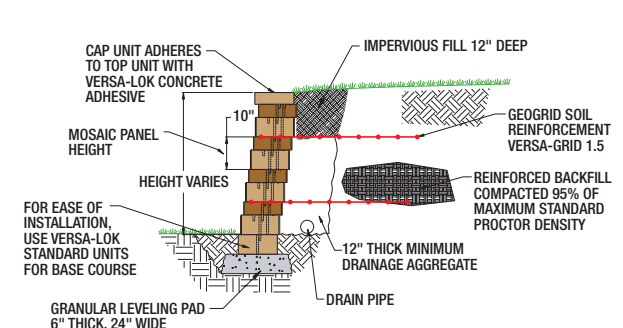 CAP UNIT ADHERES
TO TOP UNIT WITH
VERSA-LOK CONCRETE
ADHESIVE
IMPERVIOUS FILL 12" DEEP
10"
MOSAIC PANEL
HEIGHT
HEIGHT VARIES
GEOGRID SOIL
REINFORCEMENT
VERSA-GRID 1.5
REINFORCED BACKFILL
COMPACTED 95% OF
MAXIMUM STANDARD
PROCTOR DENSITY
FOR EASE OF
INSTALLATION,
USE VERSA-LOK
STANDARD UNITS
FOR BASE COURSE
12" THICK MINIMUM
DRAINAGE AGGREGATE
DRAIN PIPE
GRANULAR LEVELING PAD
6" THICK, 24" WIDE